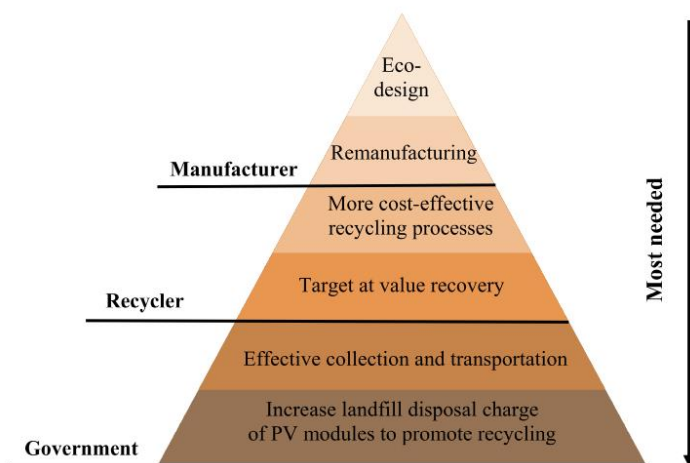 Eco-
design
Remanufacturing
Manufacturer
More cost-effective
recycling processes
Target at value recovery
Recycler
Effective collection and transportation
Increase landfill disposal charge
of PV modules to promote recycling
Government
Most needed